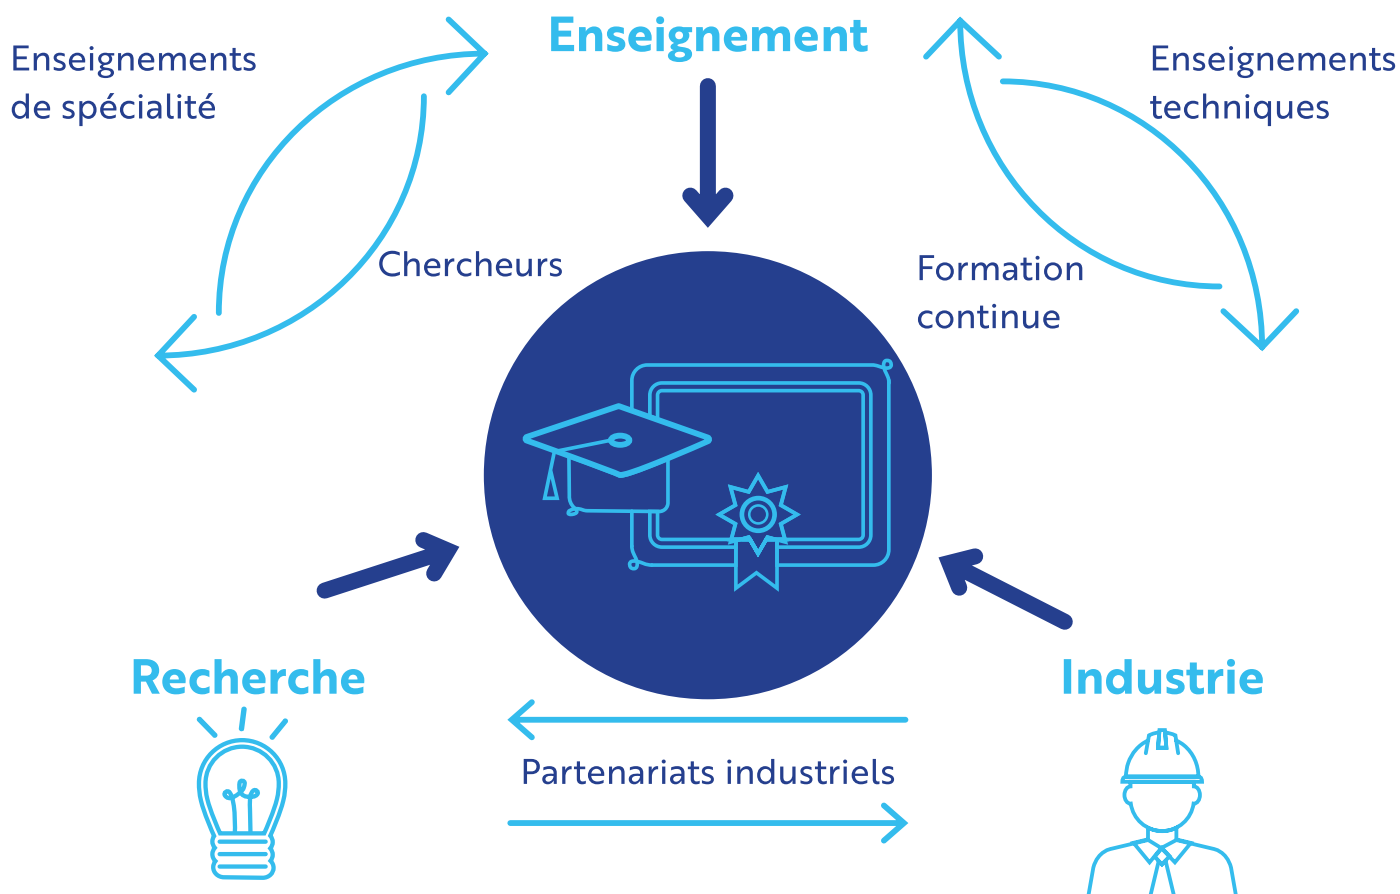 Enseignement
Enseignements
de spécialité
Enseignements
techniques
Chercheurs
Formation
continue
Recherche
Industrie
Partenariats industriels